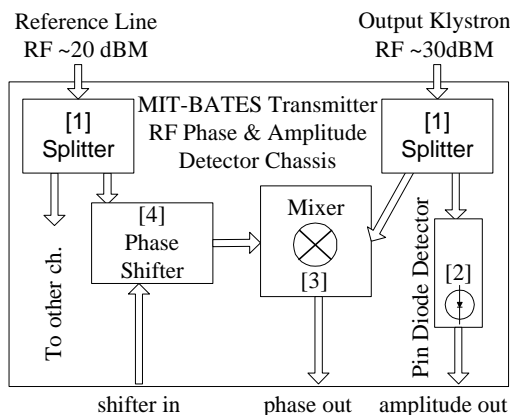 Reference Line
RF ~20 dBM
Output Klystron
RF ~30dBM
MIT-BATES Transmitter
RF Phase & Amplitude
Detector Chassis
[1]
Splitter
[1]
Splitter
To other ch.
[4]
Phase
Shifter
Mixer
[3]
Pin Diode Detector
[2]
shifter in
phase out
amplitude out